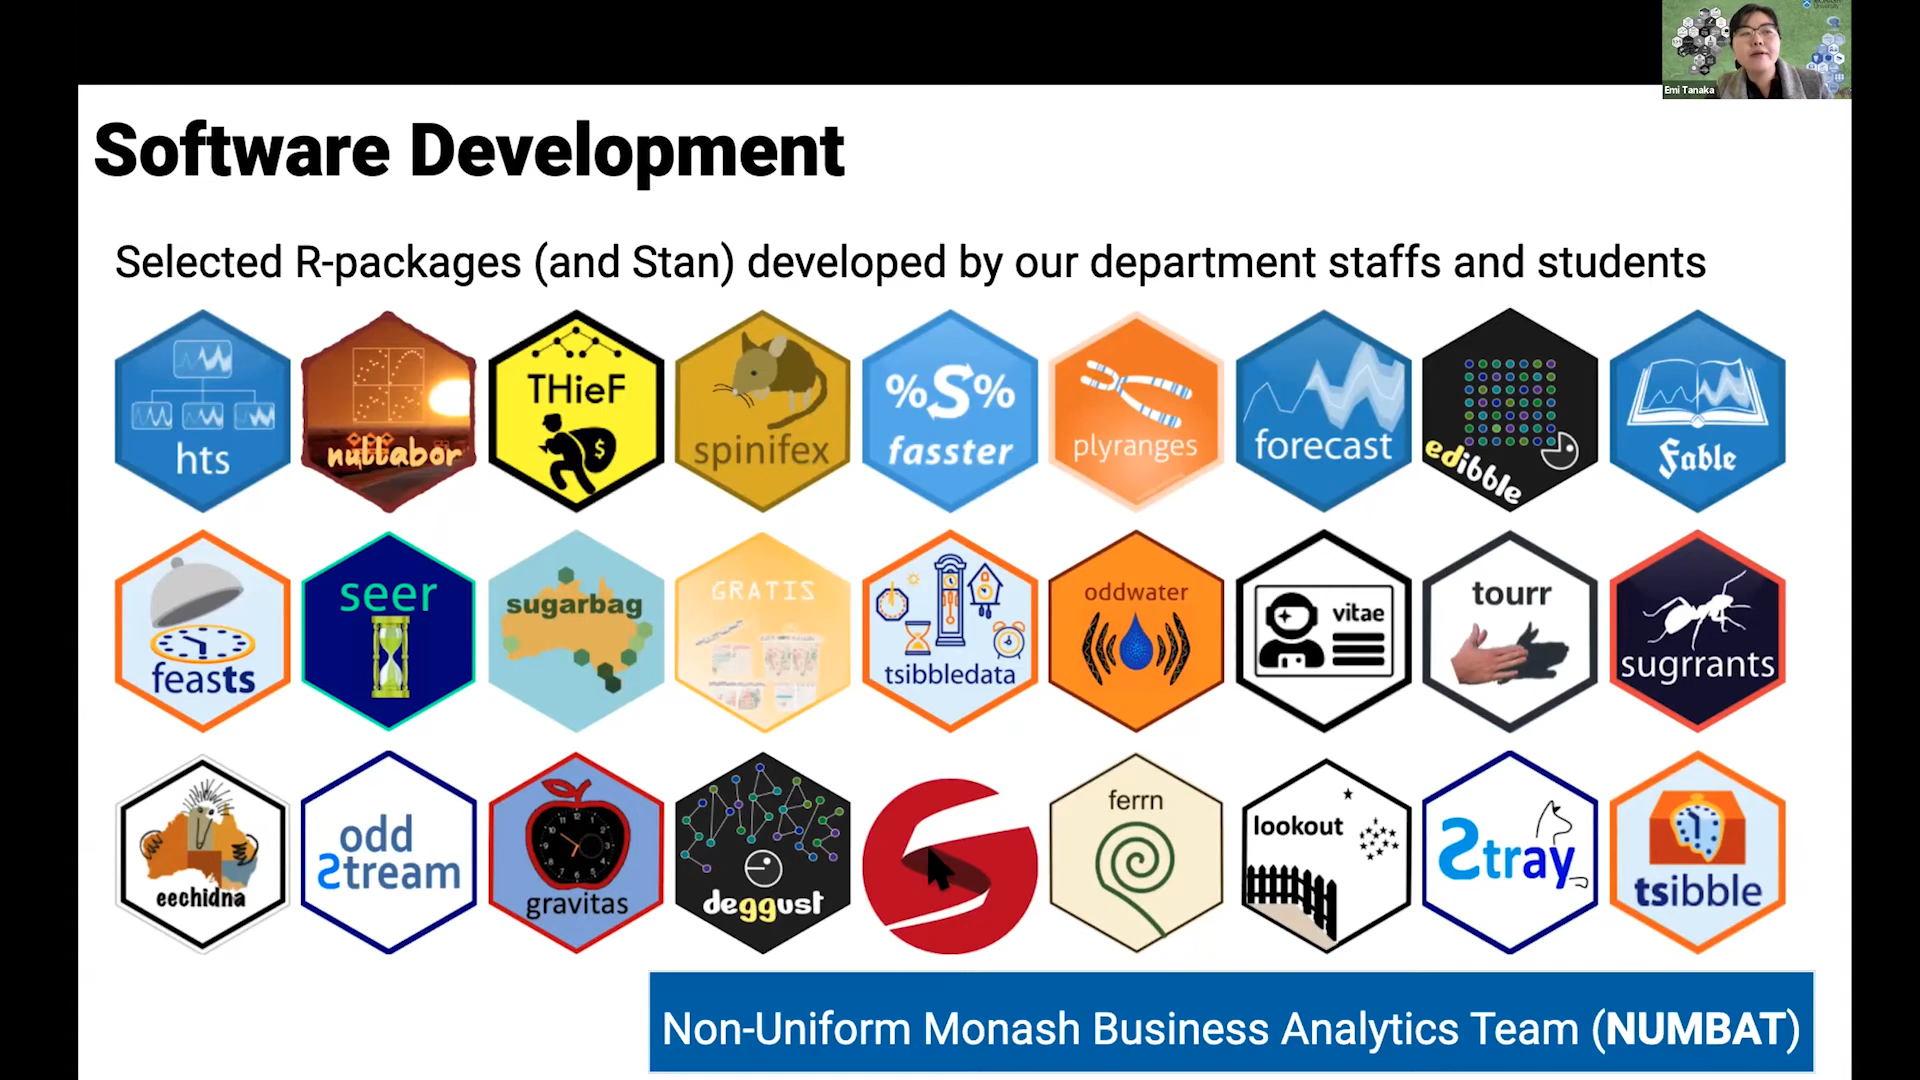 MONASH
University
Emi Tanaka
Software Development
Selected R-packages (and Stan) developed by our department staffs and students
hts
nullabor
THieF
$
spinifex
%S%
fasster
plyranges
forecast
edibble
Fable
feasts
seer
sugarbag
GRATIS
tsibbledata
oddwater
vitae
tourr
sugrrants
eechidna
odd
Stream
gravitas
deggust
ferrn
lookout
Stray
tsibble
Non-Uniform Monash Business Analytics Team (NUMBAT)